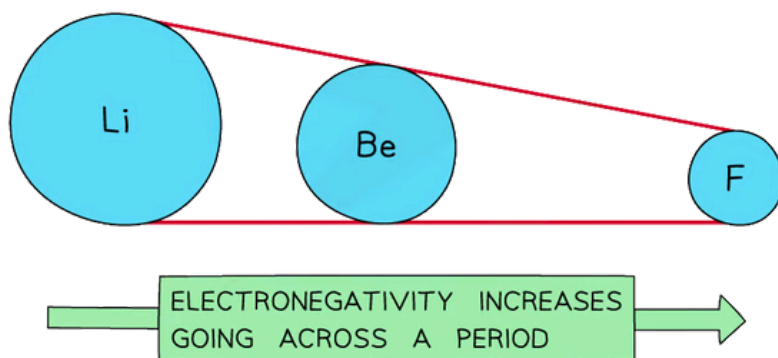 Li
Be
F
ELECTRONEGATIVITY INCREASES
GOING ACROSS A PERIOD